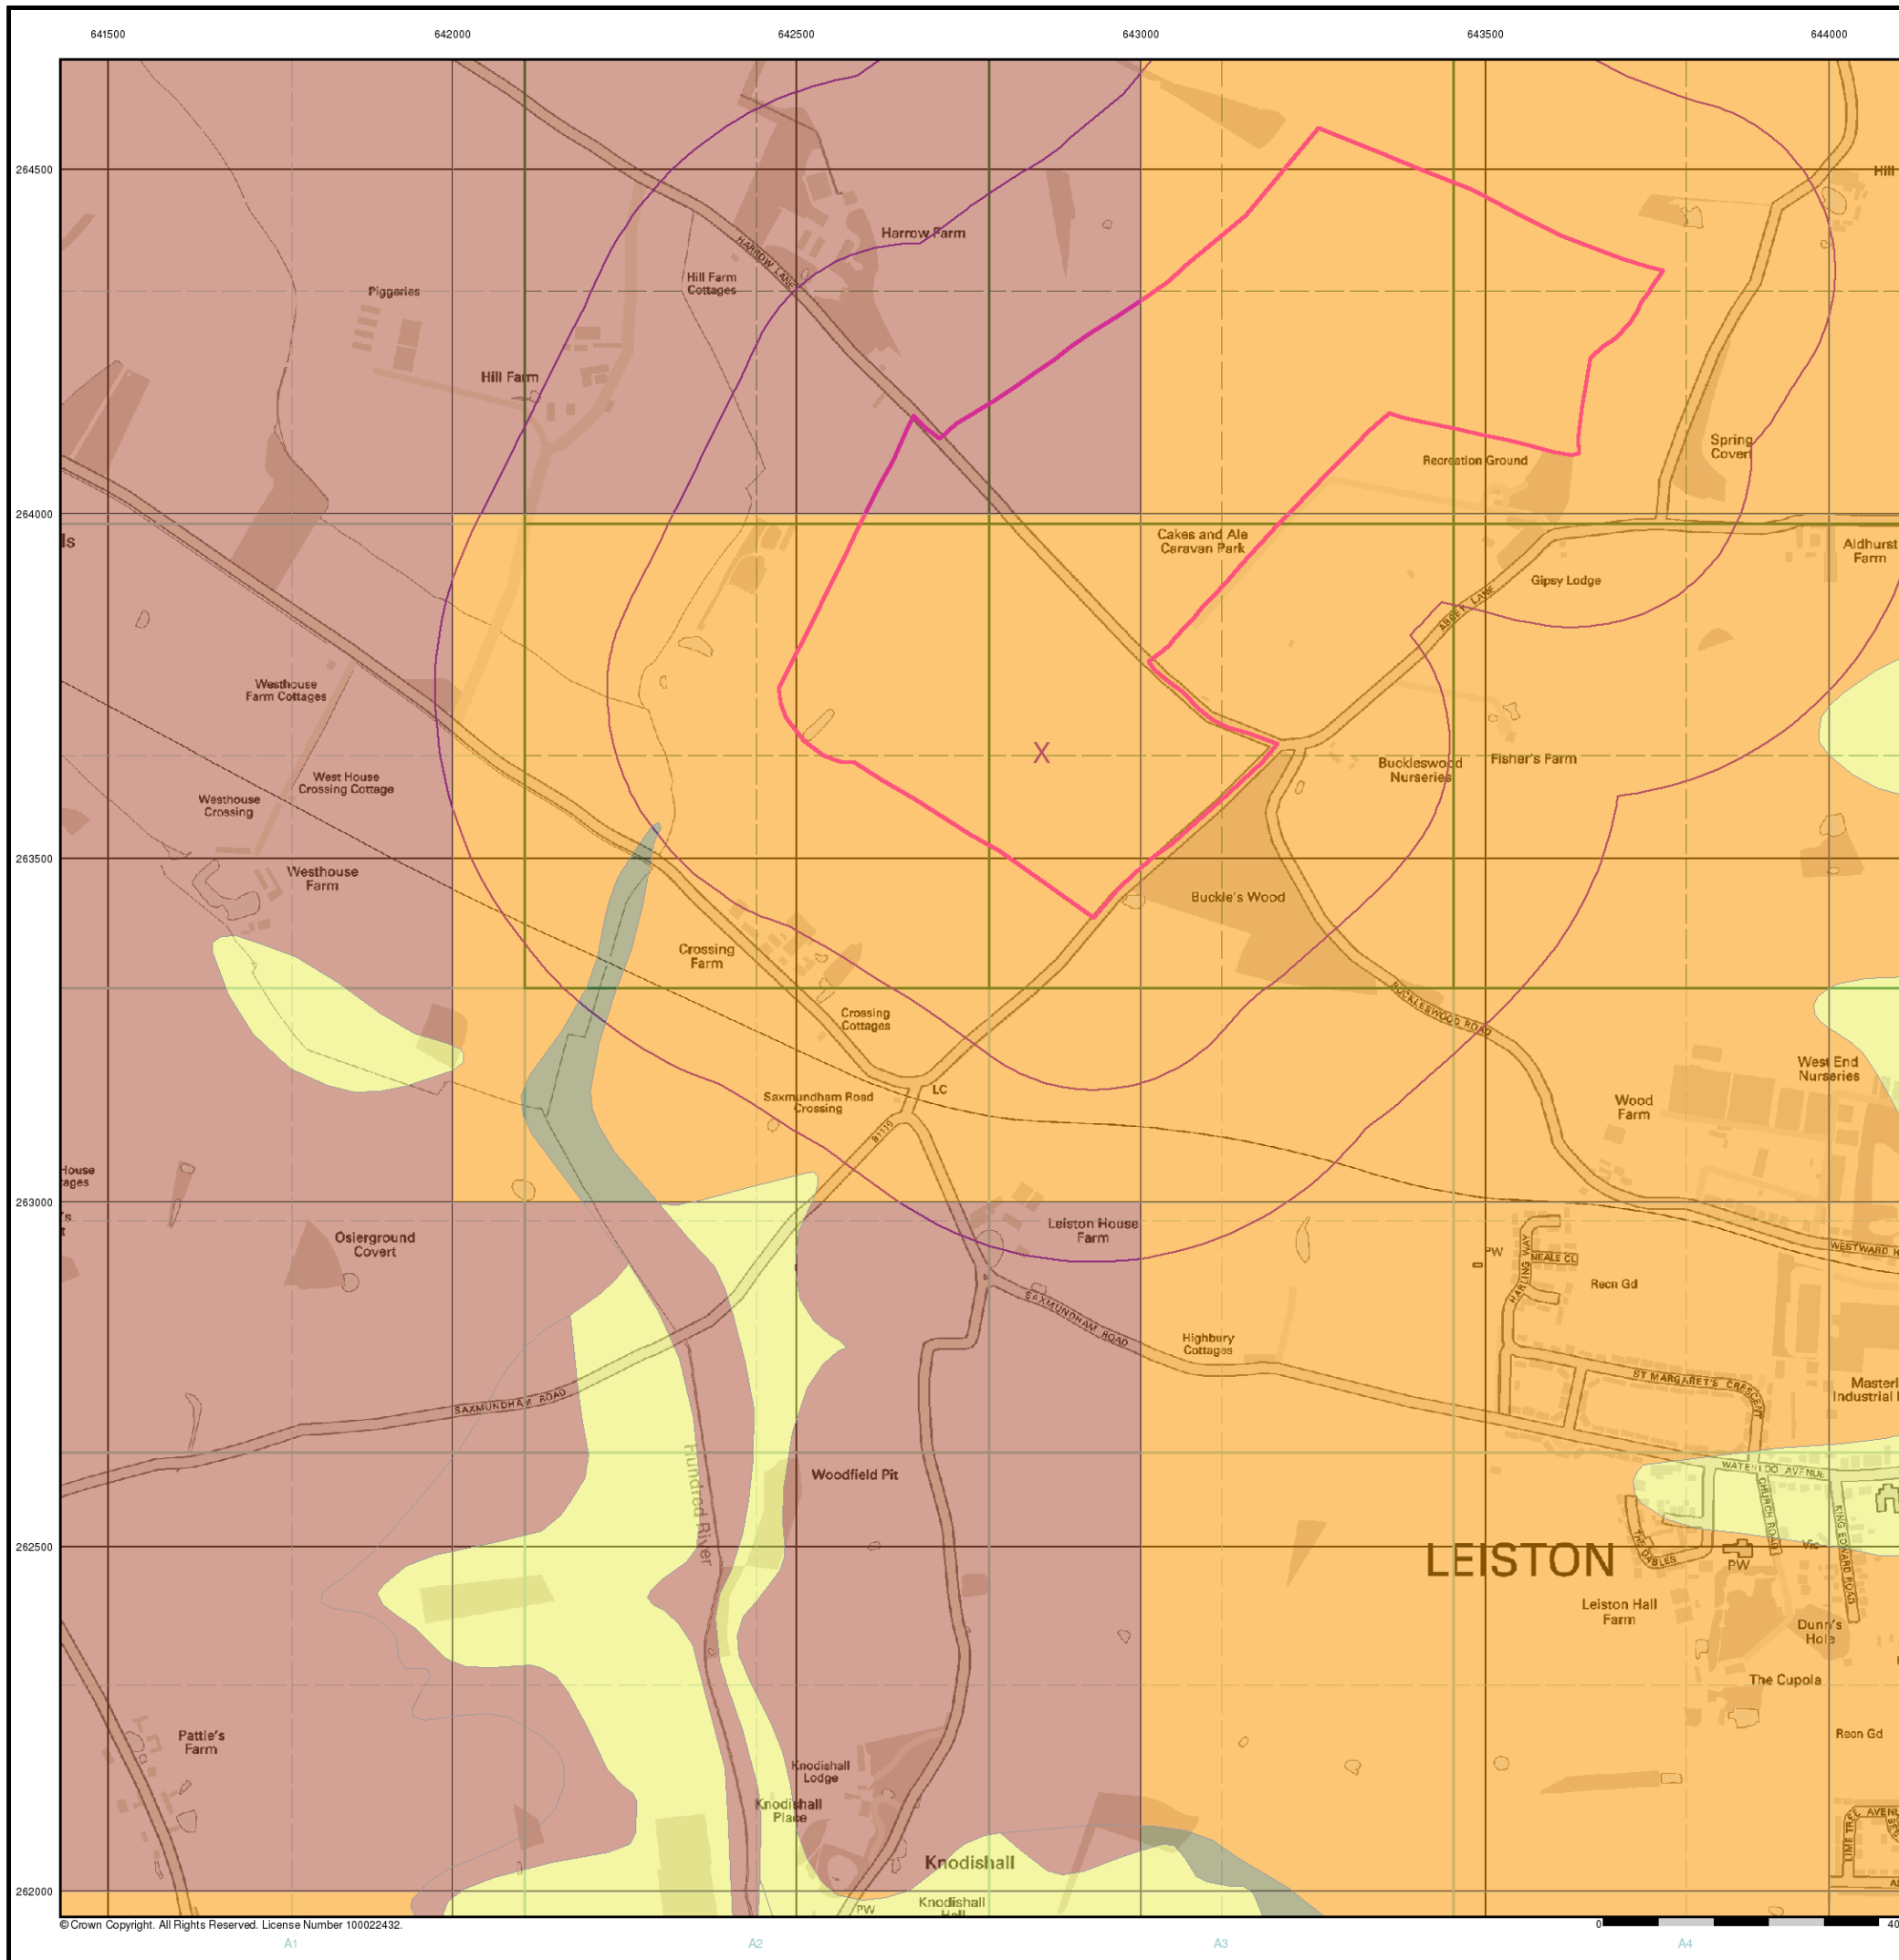 641500 642000 642500 643000 643500 644000
264500
264000
263500
263000
262500
262000
Hill
Harrow Farm
HARROW LANE
Hill Farm
Cottages
Piggeries
Hill Farm
Spring
Covert
Recreation Ground
ls
Cakes and Ale
Caravan Park
Aldhurst
Farm
Gipsy Lodge
ABBEY LANE
Westhouse
Farm Cottages
X
Buckleswood
Nurseries
Fisher's Farm
West House
Crossing Cottage
Westhouse
Crossing
Westhouse
Farm
Buckle's Wood
Crossing
Farm
BUCKLESWOOD ROAD
Crossing
Cottages
West End
Nurseries
LC
Saxmundham Road
Crossing
Wood
Farm
B1119
House
tages
's
t
Leiston House
Farm
Osierground
Covert
PW
HARLING WAY
NEALE CL
WESTWARD H
Recn Gd
SAXMUNDHAM ROAD
Highbury
Cottages
ST MARGARET'S CRESCENT
Masterl
Industrial
SAXMUNDHAM ROAD
Hundred River
Woodfield Pit
WATERLOO AVENUE
CHURCH ROAD
KING EDWARD ROAD
THE GABLES
Vic
LEISTON
PW
Leiston Hall
Farm
Dunn's
Hole
The Cupola
Pattle's
Farm
Recn Gd
Knodishall
Lodge
Knodishall
Place
LIME TREE AVENU
Knodishall
Knodishall
Hall
PW
AS
© Crown Copyright. All Rights Reserved. License Number 100022432.
0 40
A1 A2 A3 A4